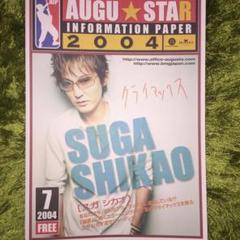 AUGU★STAR
INFORMATION PAPER
2004
http://www.office-augusta.com
http://www.bmgjapan.com
クライマックス
SUGA
SHIKAO
[スガ シカオ]
7
2004
FREE